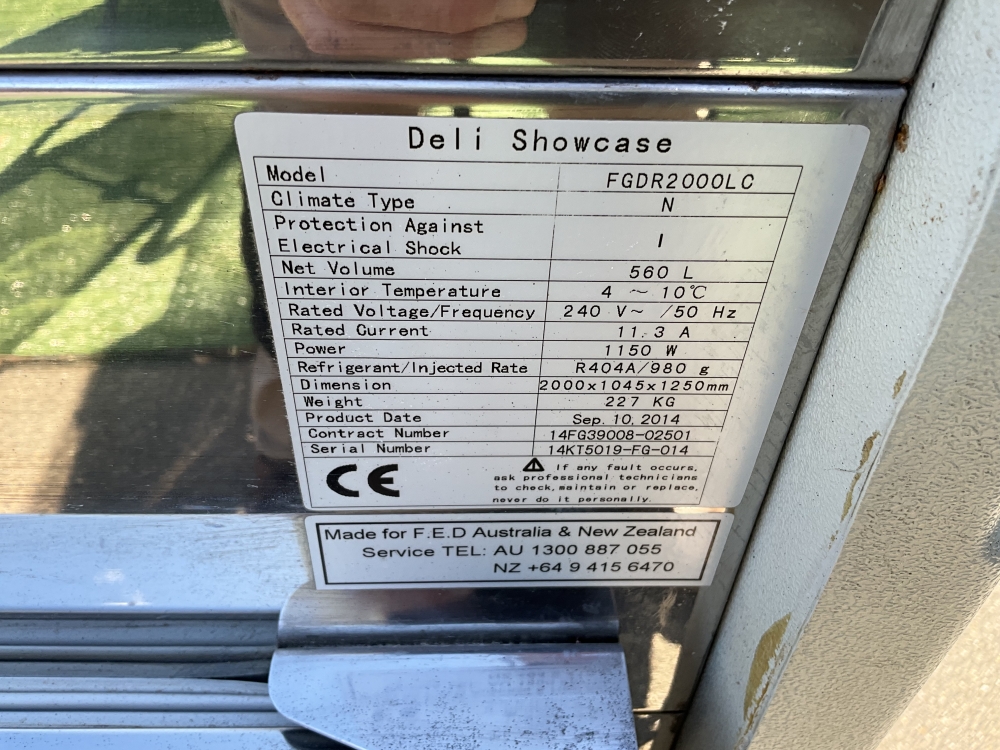 Deli Showcase
Model FGDR2000LC
Climate Type N
Protection Against
Electrical Shock I
Net Volume 560 L
Interior Temperature 4 ~ 10℃
Rated Voltage/Frequency 240 V~ /50 Hz
Rated Current 11.3 A
Power 1150 W
Refrigerant/Injected Rate R404A/980 g
Dimension 2000x1045x1250mm
Weight 227 KG
Product Date Sep. 10, 2014
Contract Number 14FG39008-02501
Serial Number 14KT5019-FG-014
CE
If any fault occurs,
ask professional technicians
to check, maintain or replace,
never do it personally.
Made for F.E.D Australia & New Zealand
Service TEL: AU 1300 887 055
NZ +64 9 415 6470